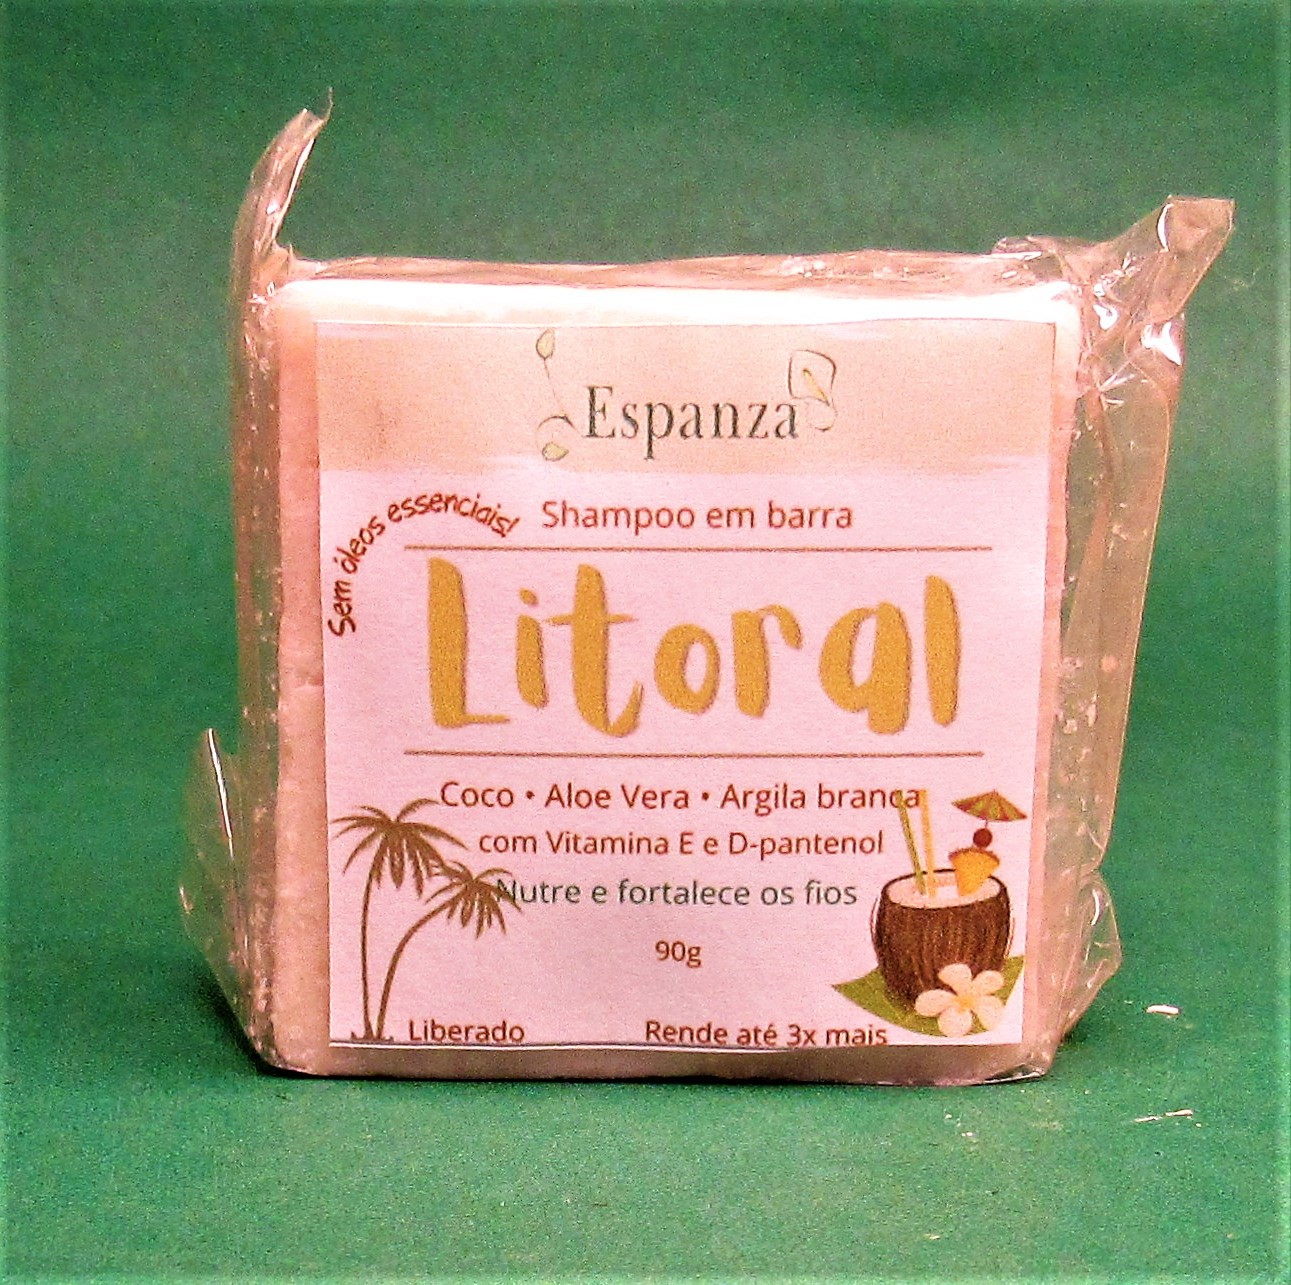 Espanza
Sem óleos essenciais!
Shampoo em barra
Litoral
Coco • Aloe Vera • Argila branca
com Vitamina E e D-pantenol
Nutre e fortalece os fios
90g
Liberado
Rende até 3x mais